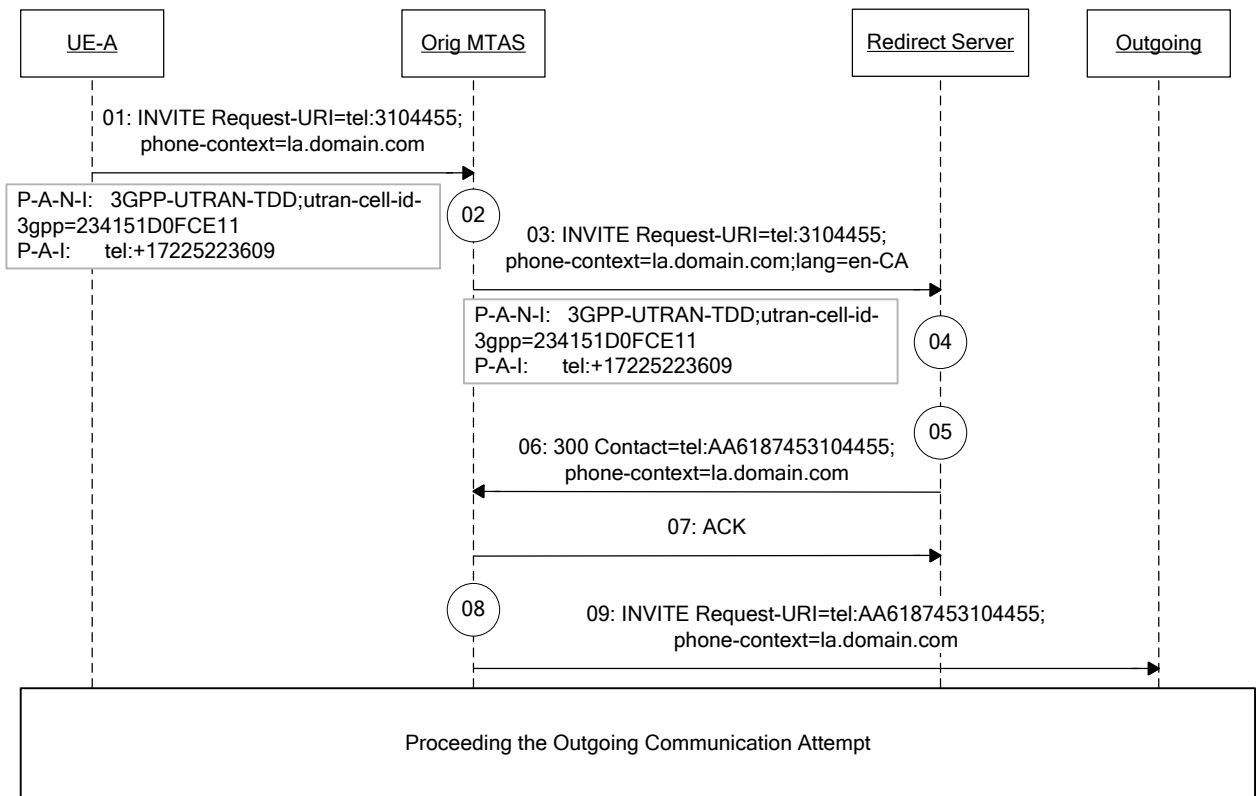 UE-A
Orig MTAS
Redirect Server
Outgoing
01: INVITE Request-URI=tel:3104455;
phone-context=la.domain.com
P-A-N-I: 3GPP-UTRAN-TDD;utran-cell-id-
3gpp=234151D0FCE11
P-A-I: tel:+17225223609
02
03: INVITE Request-URI=tel:3104455;
phone-context=la.domain.com;lang=en-CA
P-A-N-I: 3GPP-UTRAN-TDD;utran-cell-id-
3gpp=234151D0FCE11
P-A-I: tel:+17225223609
04
05
06: 300 Contact=tel:AA6187453104455;
phone-context=la.domain.com
07: ACK
08
09: INVITE Request-URI=tel:AA6187453104455;
phone-context=la.domain.com
Proceeding the Outgoing Communication Attempt